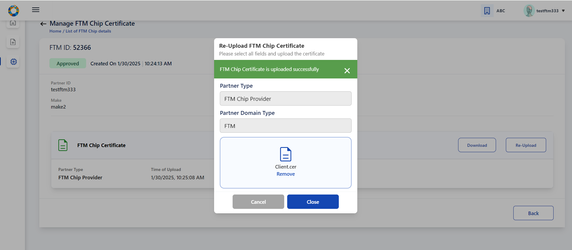 ABC
testftm333
Manage FTM Chip Certificate
Home / List of FTM Chip details
FTM ID: 52366
Approved
Created On 1/30/2025 | 10:24:13 AM
Partner ID
testftm333
Make
make2
FTM Chip Certificate
Download
Re-Upload
Partner Type
Time of Upload
FTM Chip Provider
1/30/2025, 10:25:08 AM
Back
Re-Upload FTM Chip Certificate
Please select all fields and upload the certificate
FTM Chip Certificate is uploaded successfully
Partner Type
FTM Chip Provider
Partner Domain Type
FTM
Client.cer
Remove
Cancel
Close